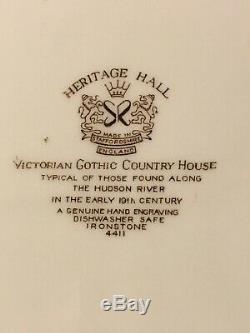 HERITAGE HALL
MADE IN
STAFFORDSHIRE
ENGLAND
VICTORIAN GOTHIC COUNTRY HOUSE
TYPICAL OF THOSE FOUND ALONG
THE HUDSON RIVER
IN THE EARLY 19th CENTURY
A GENUINE HAND ENGRAVING
DISHWASHER SAFE
IRONSTONE
4411